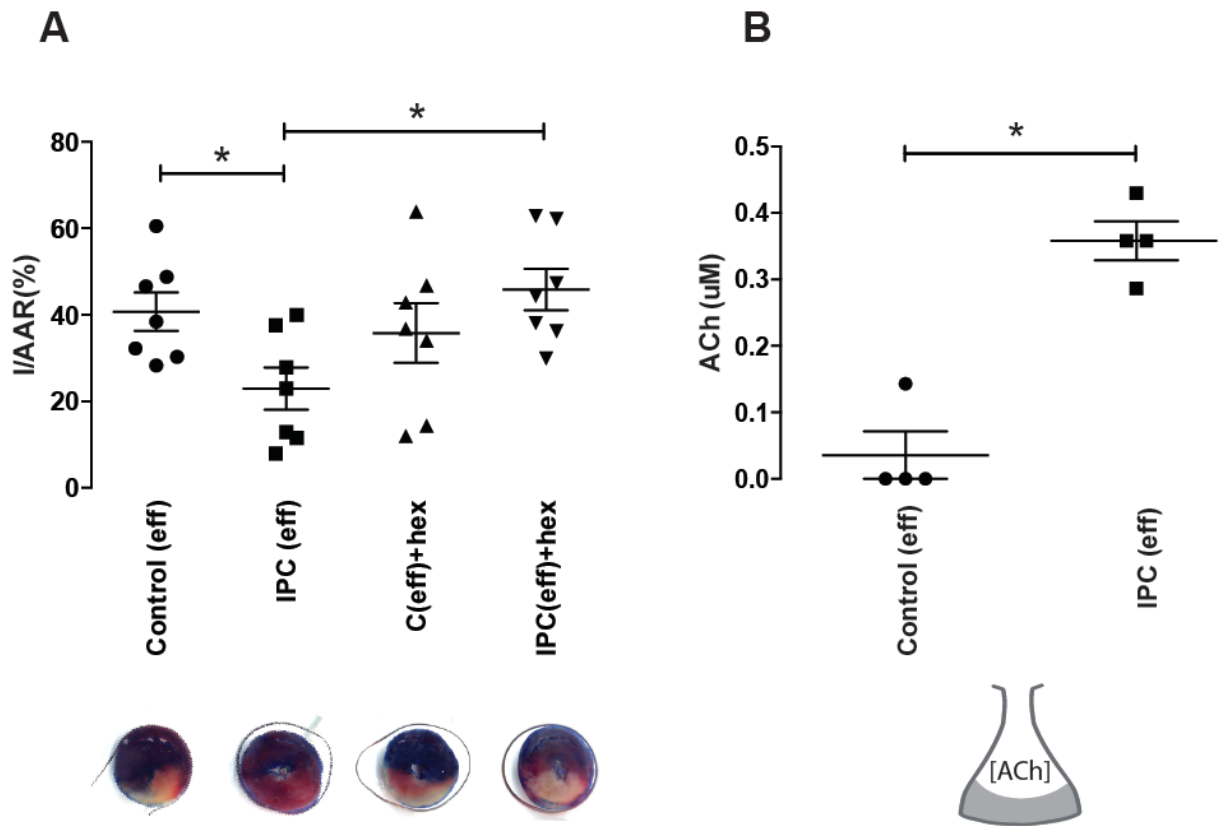 A
*
*
80
60
40
20
0
I/AAR(%)
Control (eff)
IPC (eff)
C(eff)+hex
IPC(eff)+hex
B
*
0.5
0.4
0.3
0.2
0.1
0.0
ACh (uM)
Control (eff)
IPC (eff)
[ACh]